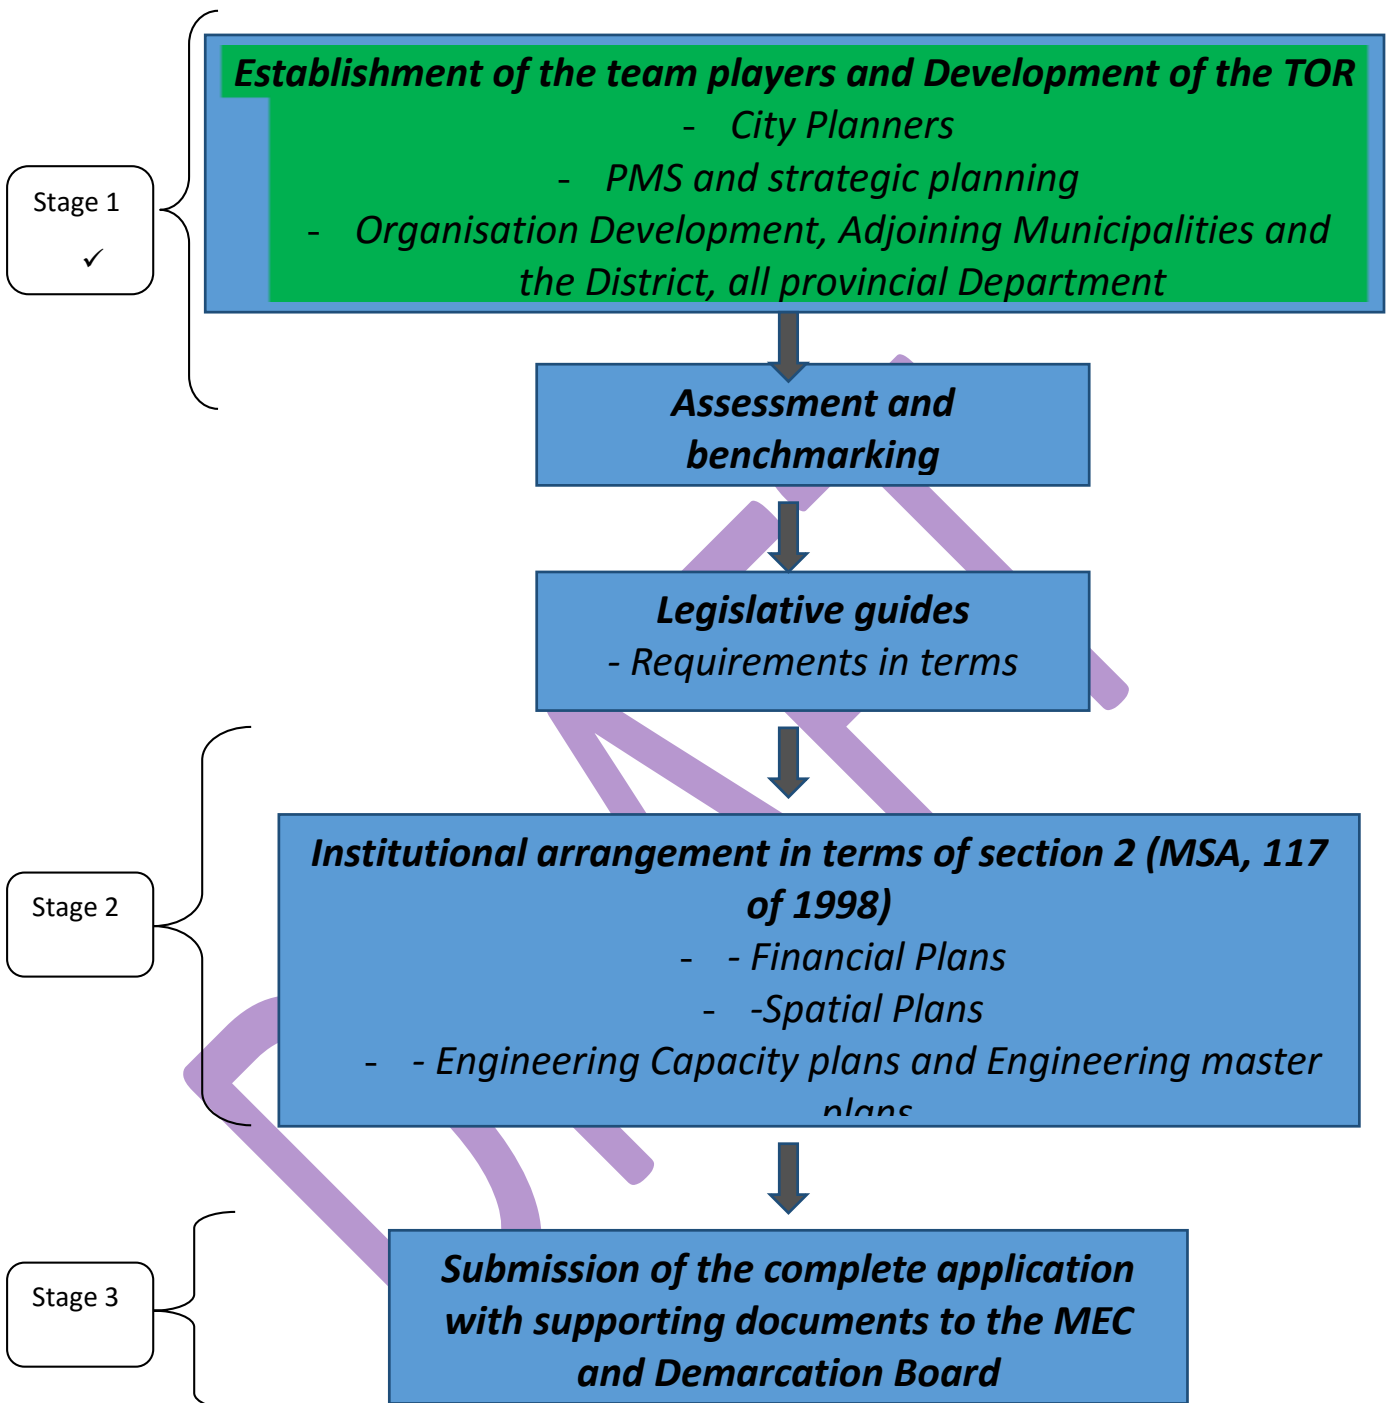 Establishment of the team players and Development of the TOR
- City Planners
- PMS and strategic planning
- Organisation Development, Adjoining Municipalities and
the District, all provincial Department
Stage 1
✓
Assessment and
benchmarking
Legislative guides
- Requirements in terms
Institutional arrangement in terms of section 2 (MSA, 117
of 1998)
- - Financial Plans
- -Spatial Plans
- - Engineering Capacity plans and Engineering master
plans
Stage 2
Submission of the complete application
with supporting documents to the MEC
and Demarcation Board
Stage 3